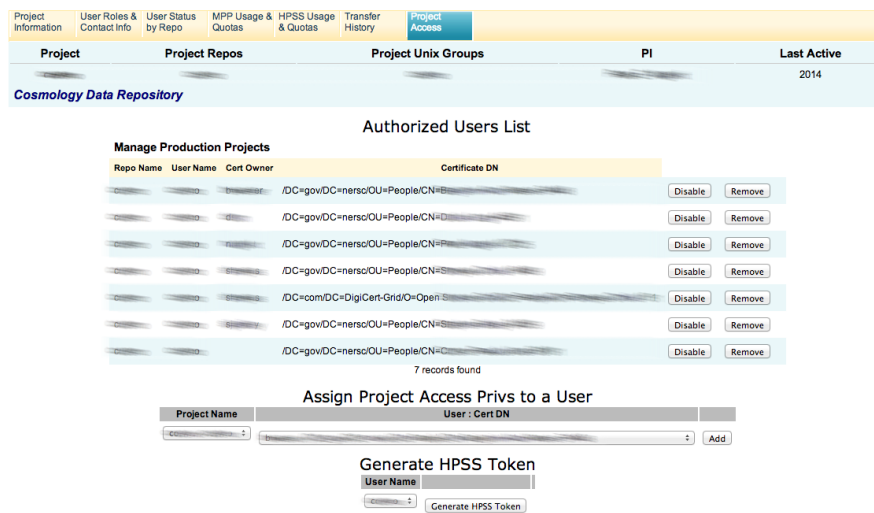 Project Information User Roles & Contact Info User Status by Repo MPP Usage & Quotas HPSS Usage & Quotas Transfer History Project Access
Project Project Repos Project Unix Groups PI Last Active
2014
Cosmology Data Repository
Authorized Users List
Manage Production Projects
Repo Name User Name Cert Owner Certificate DN
/DC=gov/DC=nersc/OU=People/CN=B Disable Remove
/DC=gov/DC=nersc/OU=People/CN=D Disable Remove
/DC=gov/DC=nersc/OU=People/CN=P Disable Remove
/DC=gov/DC=nersc/OU=People/CN=S Disable Remove
/DC=com/DC=DigiCert-Grid/O=Open Disable Remove
/DC=gov/DC=nersc/OU=People/CN=S Disable Remove
/DC=gov/DC=nersc/OU=People/CN=C Disable Remove
7 records found
Assign Project Access Privs to a User
Project Name User : Cert DN
Add
Generate HPSS Token
User Name
Generate HPSS Token